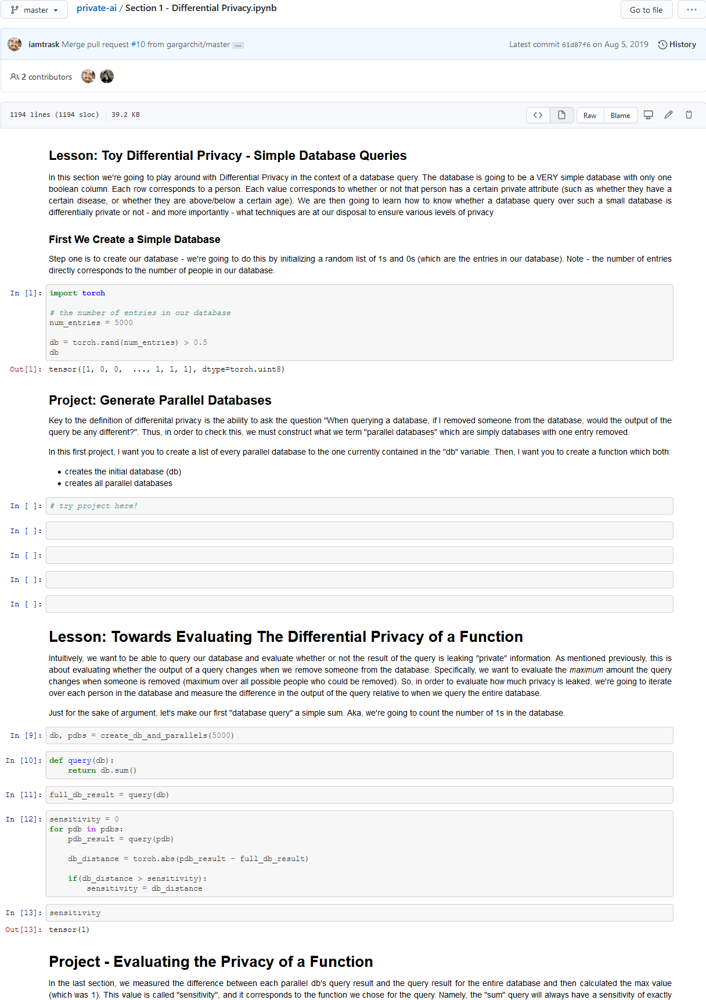 master
private-ai / Section 1 - Differential Privacy.ipynb
Go to file
...
iamtrask Merge pull request #10 from gargarchit/master ...
Latest commit 61d87f6 on Aug 5, 2019
History
2 contributors
1194 lines (1194 sloc) 39.2 KB
<> Raw Blame
Lesson: Toy Differential Privacy - Simple Database Queries
In this section we're going to play around with Differential Privacy in the context of a database query. The database is going to be a VERY simple database with only one
boolean column. Each row corresponds to a person. Each value corresponds to whether or not that person has a certain private attribute (such as whether they have a
certain disease, or whether they are above/below a certain age). We are then going to learn how to know whether a database query over such a small database is
differentially private or not - and more importantly - what techniques are at our disposal to ensure various levels of privacy
First We Create a Simple Database
Step one is to create our database - we're going to do this by initializing a random list of 1s and 0s (which are the entries in our database). Note - the number of entries
directly corresponds to the number of people in our database.
In [1]: import torch
# the number of entries in our database
num_entries = 5000
db = torch.rand(num_entries) > 0.5
db
Out[1]: tensor([1, 0, 0,  ..., 1, 1, 1], dtype=torch.uint8)
Project: Generate Parallel Databases
Key to the definition of differenital privacy is the ability to ask the question "When querying a database, if I removed someone from the database, would the output of the
query be any different?". Thus, in order to check this, we must construct what we term "parallel databases" which are simply databases with one entry removed.
In this first project, I want you to create a list of every parallel database to the one currently contained in the "db" variable. Then, I want you to create a function which both:
• creates the initial database (db)
• creates all parallel databases
In [ ]: # try project here!
In [ ]:
In [ ]:
In [ ]:
In [ ]:
Lesson: Towards Evaluating The Differential Privacy of a Function
Intuitively, we want to be able to query our database and evaluate whether or not the result of the query is leaking "private" information. As mentioned previously, this is
about evaluating whether the output of a query changes when we remove someone from the database. Specifically, we want to evaluate the maximum amount the query
changes when someone is removed (maximum over all possible people who could be removed). So, in order to evaluate how much privacy is leaked, we're going to iterate
over each person in the database and measure the difference in the output of the query relative to when we query the entire database.
Just for the sake of argument, let's make our first "database query" a simple sum. Aka, we're going to count the number of 1s in the database.
In [9]: db, pdbs = create_db_and_parallels(5000)
In [10]: def query(db):
return db.sum()
In [11]: full_db_result = query(db)
In [12]: sensitivity = 0
for pdb in pdbs:
pdb_result = query(pdb)
db_distance = torch.abs(pdb_result - full_db_result)
if(db_distance > sensitivity):
sensitivity = db_distance
In [13]: sensitivity
Out[13]: tensor(1)
Project - Evaluating the Privacy of a Function
In the last section, we measured the difference between each parallel db's query result and the query result for the entire database and then calculated the max value
(which was 1). This value is called "sensitivity", and it corresponds to the function we chose for the query. Namely, the "sum" query will always have a sensitivity of exactly